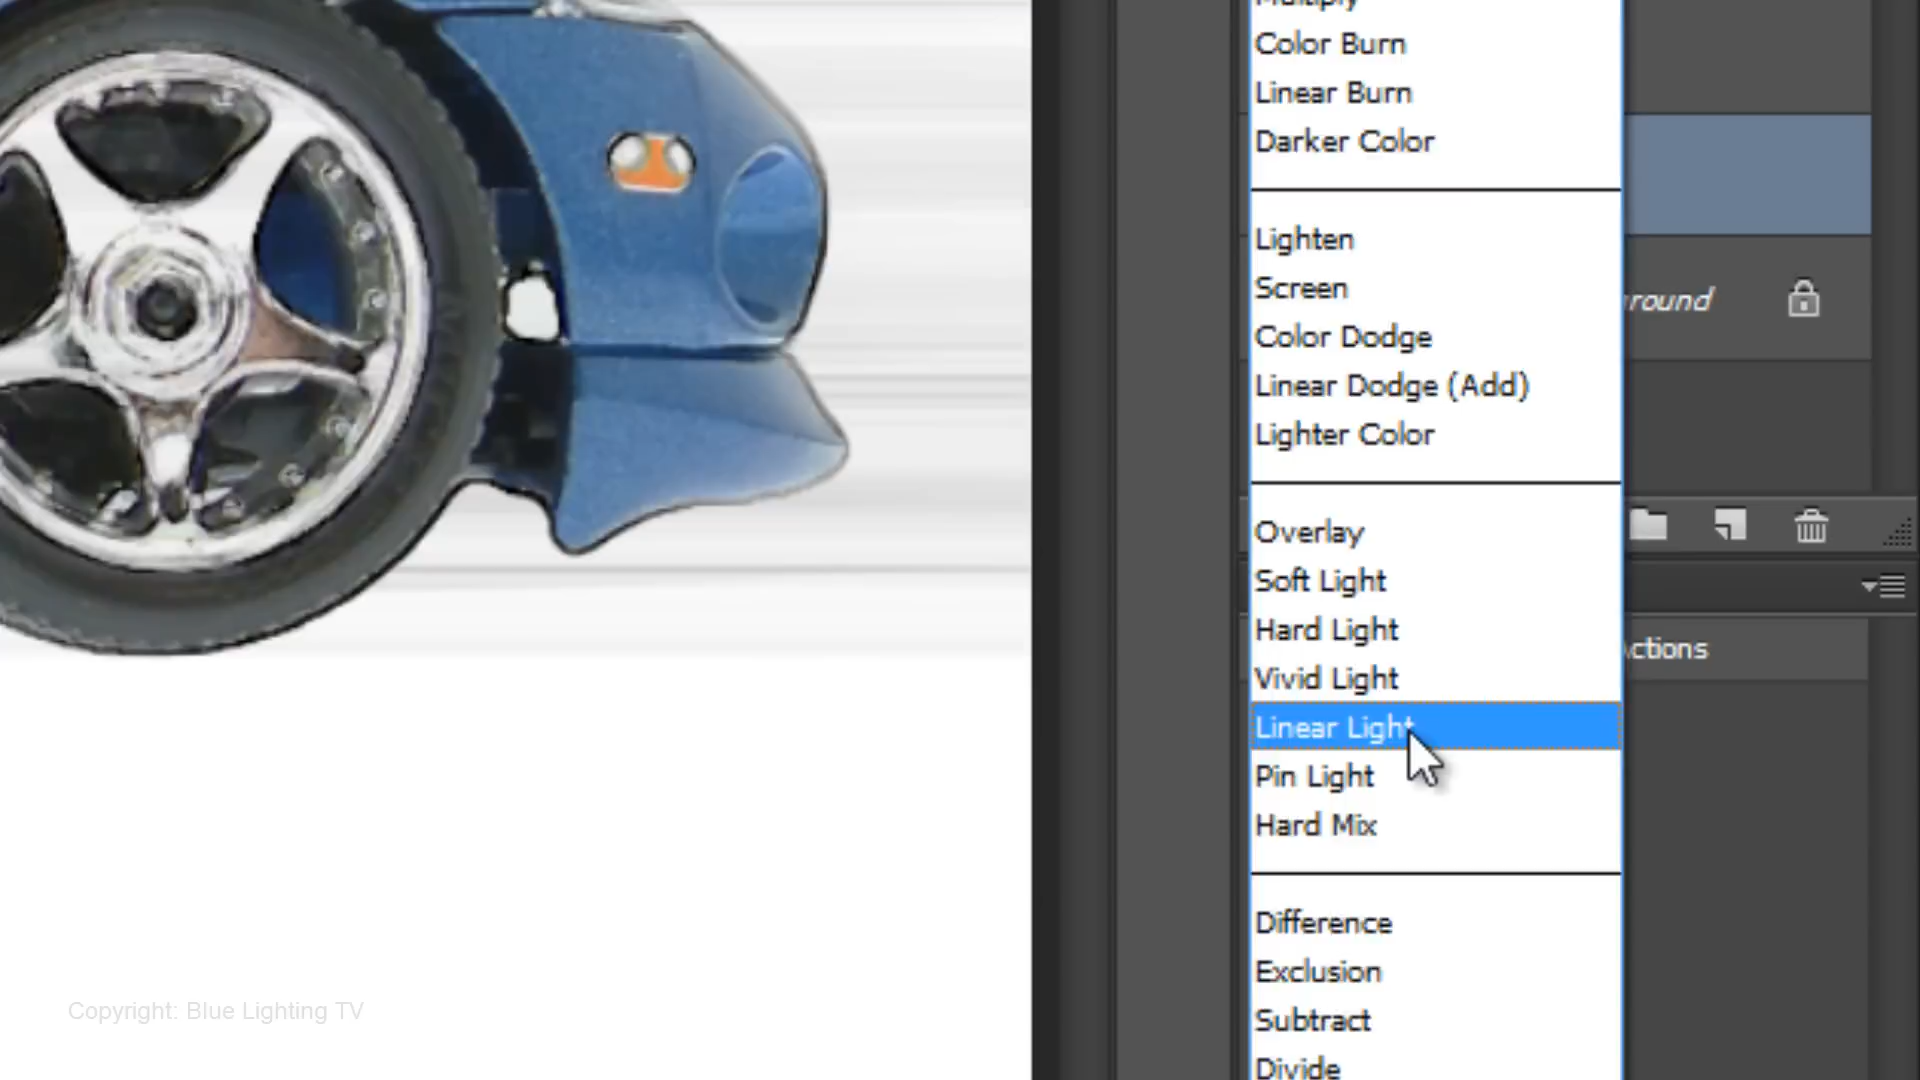 Multiply
Color Burn
Linear Burn
Darker Color
Lighten
Screen
Color Dodge
Linear Dodge (Add)
Lighter Color
Overlay
Soft Light
Hard Light
Vivid Light
Linear Light
Pin Light
Hard Mix
Difference
Exclusion
Subtract
Divide
round
ctions
Copyright: Blue Lighting TV